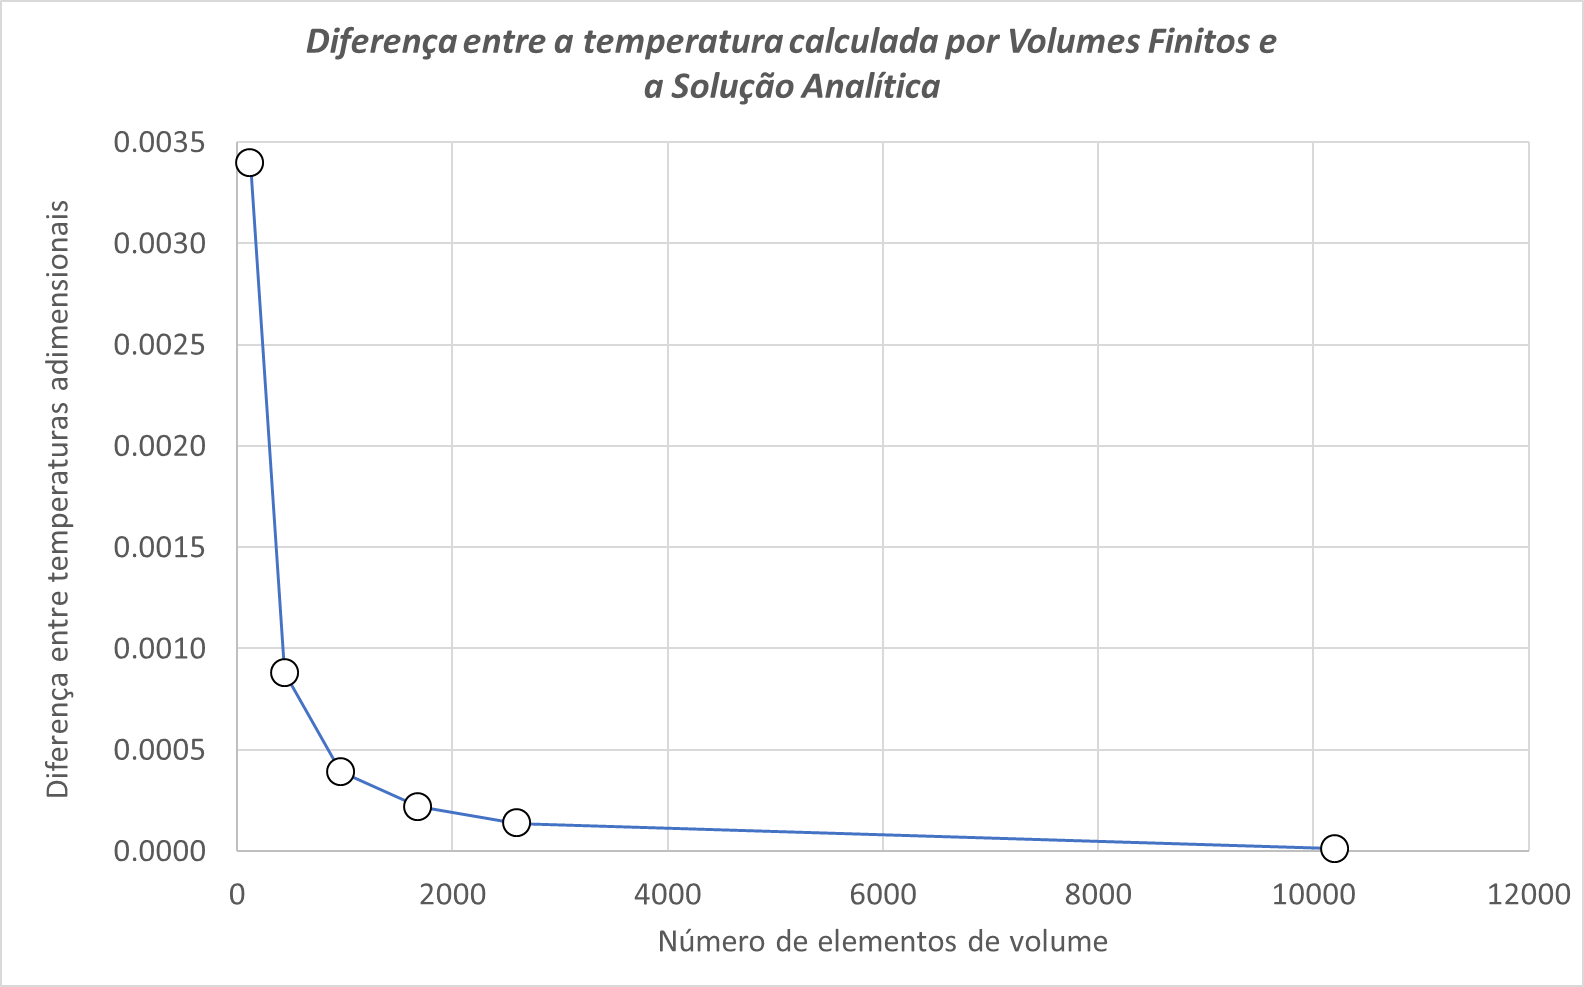 Diferença entre a temperatura calculada por Volumes Finitos e
a Solução Analítica
Diferença entre temperaturas adimensionais
0.0035
0.0030
0.0025
0.0020
0.0015
0.0010
0.0005
0.0000
0 2000 4000 6000 8000 10000 12000
Número de elementos de volume